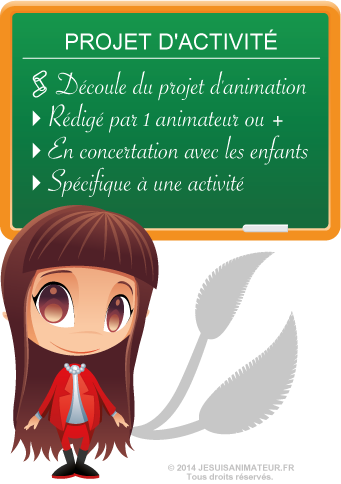 PROJET D'ACTIVITÉ
Découle du projet d'animation
Rédigé par 1 animateur ou +
En concertation avec les enfants
Spécifique à une activité
© 2014 JESUISANIMATEUR.FR
Tous droits réservés.